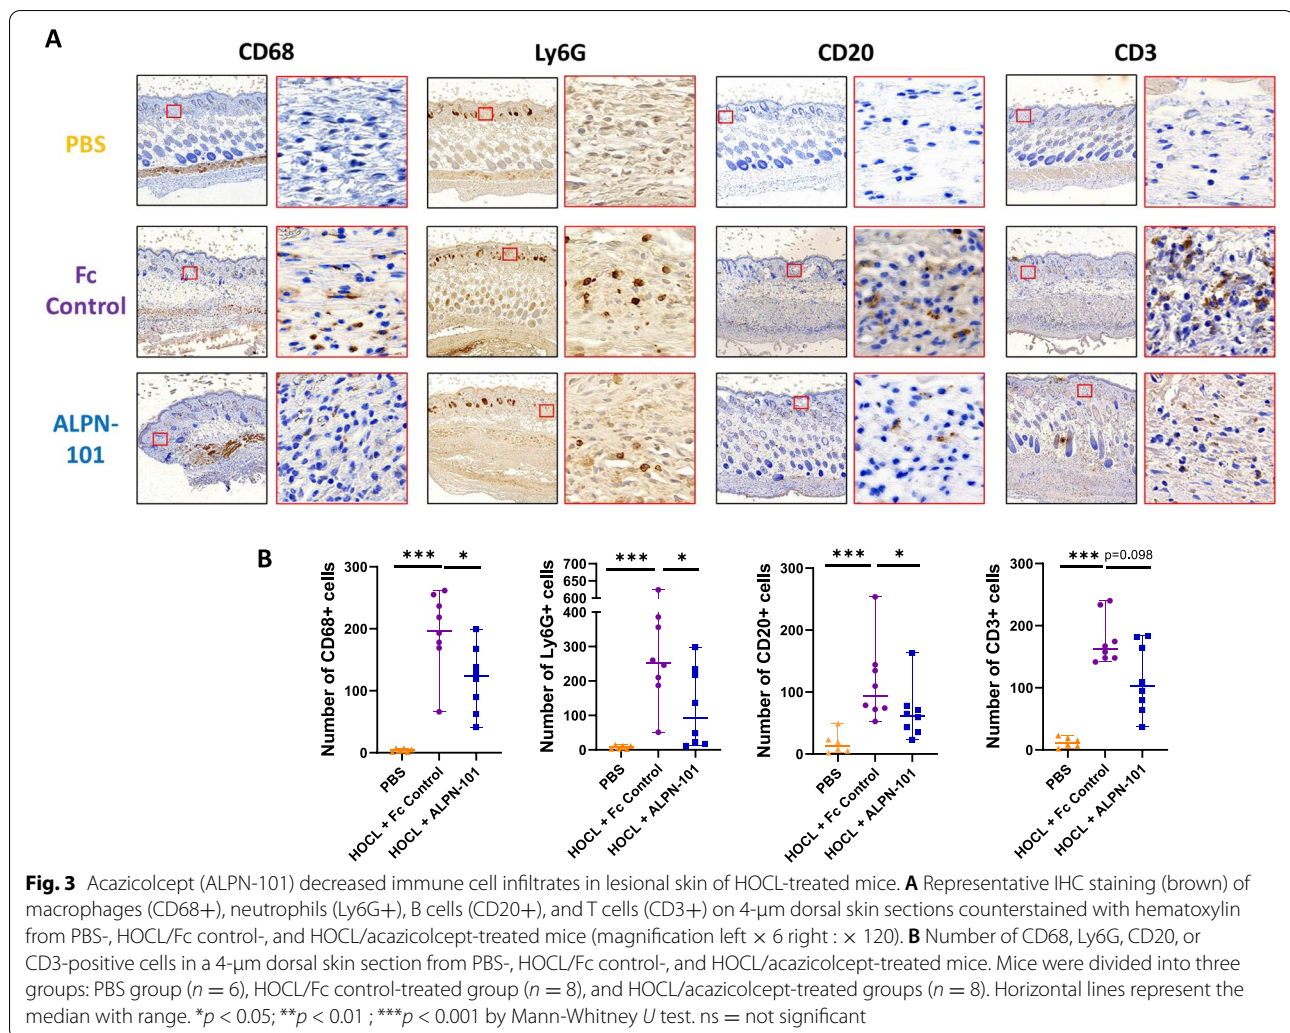 A
CD68
Ly6G
CD20
CD3
PBS
Fc
Control
ALPN-
101
B
Number of CD68+ cells
300
200
100
0
***
*
PBS
HOCL + Fc Control
HOCL + ALPN-101
Number of Ly6G+ cells
700
650
600
400
300
200
100
0
***
*
PBS
HOCL + Fc Control
HOCL + ALPN-101
Number of CD20+ cells
300
200
100
0
***
*
PBS
HOCL + Fc Control
HOCL + ALPN-101
Number of CD3+ cells
300
200
100
0
***
p=0.098
PBS
HOCL + Fc Control
HOCL + ALPN-101
Fig. 3 Acazicolcept (ALPN-101) decreased immune cell infiltrates in lesional skin of HOCL-treated mice. A Representative IHC staining (brown) of
macrophages (CD68+), neutrophils (Ly6G+), B cells (CD20+), and T cells (CD3+) on 4-μm dorsal skin sections counterstained with hematoxylin
from PBS-, HOCL/Fc control-, and HOCL/acazicolcept-treated mice (magnification left × 6 right : × 120). B Number of CD68, Ly6G, CD20, or
CD3-positive cells in a 4-μm dorsal skin section from PBS-, HOCL/Fc control-, and HOCL/acazicolcept-treated mice. Mice were divided into three
groups: PBS group (n = 6), HOCL/Fc control-treated group (n = 8), and HOCL/acazicolcept-treated groups (n = 8). Horizontal lines represent the
median with range. *p < 0.05; **p < 0.01 ; ***p < 0.001 by Mann-Whitney U test. ns = not significant